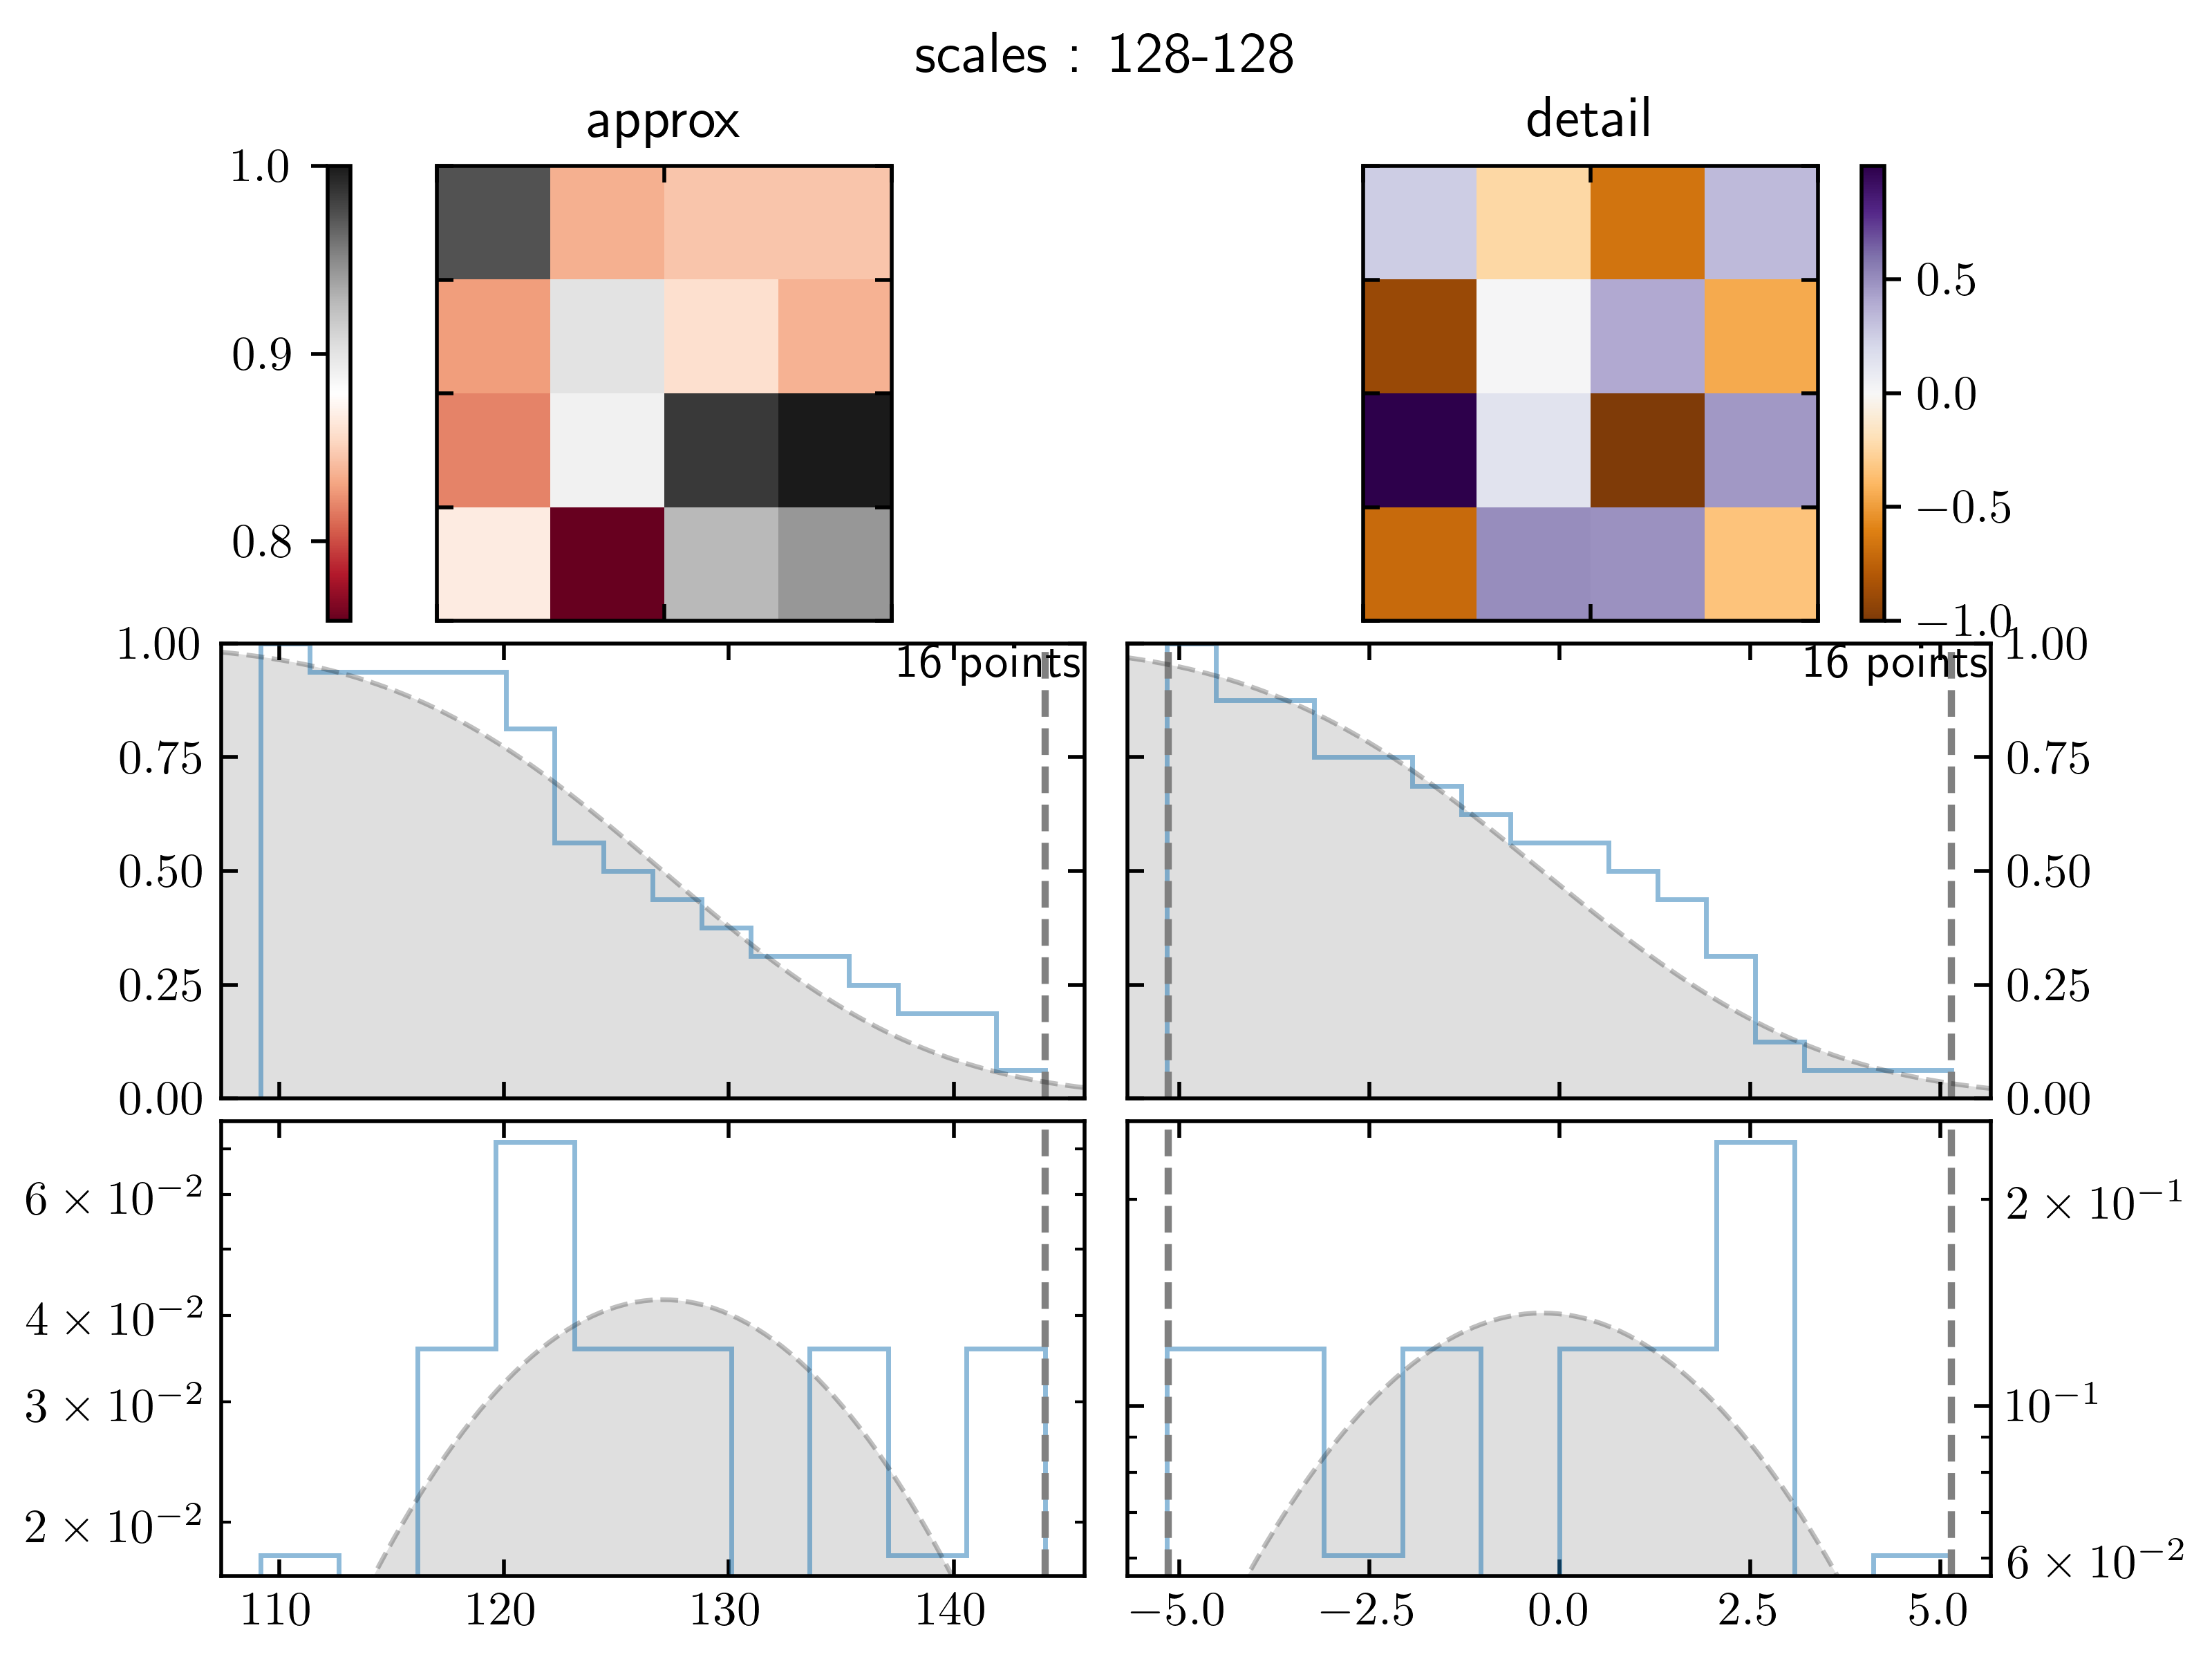 scales : 128-128
approx
detail
1.0
0.9
0.8
0.5
0.0
−0.5
−1.0
1.00
0.75
0.50
0.25
0.00
16 points
16 points
1.00
0.75
0.50
0.25
0.00
6 × 10⁻²
4 × 10⁻²
3 × 10⁻²
2 × 10⁻²
2 × 10⁻¹
10⁻¹
6 × 10⁻²
110 120 130 140
−5.0 −2.5 0.0 2.5 5.0